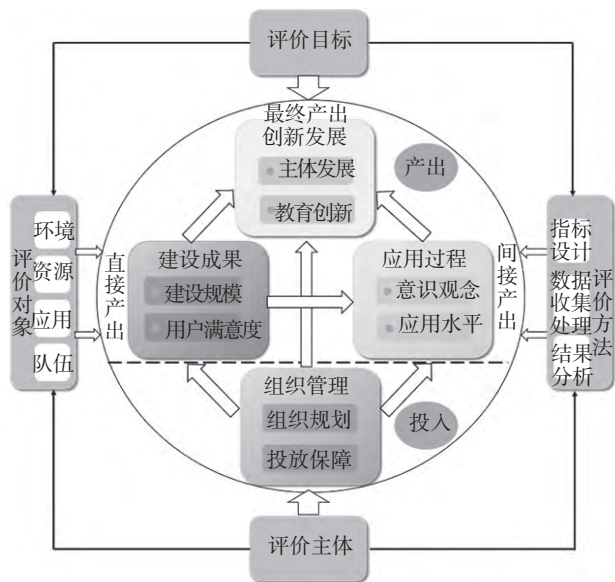 评价目标
最终产出
创新发展
主体发展
教育创新
产出
评价对象
环境
资源
应用
队伍
直接产出
建设成果
建设规模
用户满意度
应用过程
意识观念
应用水平
间接产出
指标
设计
数据
收集
处理
结果
分析
评价方法
组织管理
组织规划
投放保障
投入
评价主体